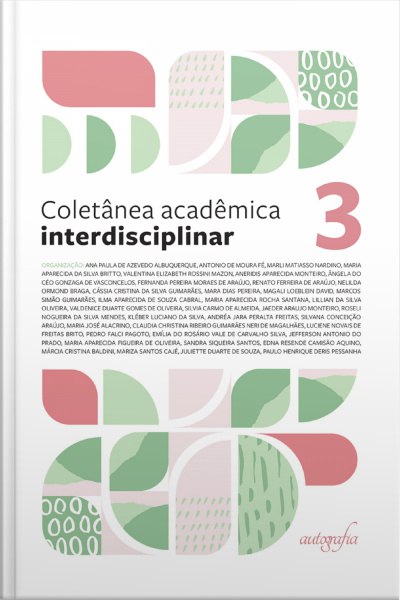 Coletânea acadêmica
interdisciplinar
3
ORGANIZAÇÃO: ANA PAULA DE AZEVEDO ALBUQUERQUE, ANTONIO DE MOURA FÉ, MARLI MATIASSO NARDINO, MARIA
APARECIDA DA SILVA BRITTO, VALENTINA ELIZABETH ROSSINI MAZON, ANERIDIS APARECIDA MONTEIRO, ÂNGELA DO
CÉO GONZAGA DE VASCONCELOS, FERNANDA PEREIRA MORAES DE ARAÚJO, RENATO FERREIRA DE ARAÚJO, NEILDA
ORMOND BRAGA, CÁSSIA CRISTINA DA SILVA GUIMARÃES, MARA DIAS PEREIRA, MAGALI LOEBLEIN DAVID, MARCOS
SIMÃO GUIMARÃES, ILMA APARECIDA DE SOUZA CABRAL, MARIA APARECIDA ROCHA SANTANA, LILLIAN DA SILVA
OLIVEIRA, VALDENICE DUARTE GOMES DE OLIVEIRA, SILVIA CARMO DE ALMEIDA, JAEDER ARAUJO MONTEIRO, ROSELI
NOGUEIRA DA SILVA MENDES, KLÉBER LUCIANO DA SILVA, ANDRÉA JARA PERALTA FREITAS, SILVANA CONCEIÇÃO
ARAÚJO, MARIA JOSÉ ALACRINO, CLAUDIA CHRISTINA RIBEIRO GUIMARÃES NERI DE MAGALHÃES, LUCIENE NOVAIS DE
FREITAS BRITO, PEDRO FALCI PAGOTO, EMÍLIA DO ROSÁRIO VALE DE CARVALHO SILVA, JEFFERSON ANTONIO DO
PRADO, MARIA APARECIDA FIGUEIRA DE OLIVEIRA, SANDRA SIQUEIRA SANTOS, EDNA RESENDE CAMISÃO AQUINO,
MÁRCIA CRISTINA BALDINI, MARIZA SANTOS CAJÉ, JULIETTE DUARTE DE SOUZA, PAULO HENRIQUE DERIS PESSANHA
autografia